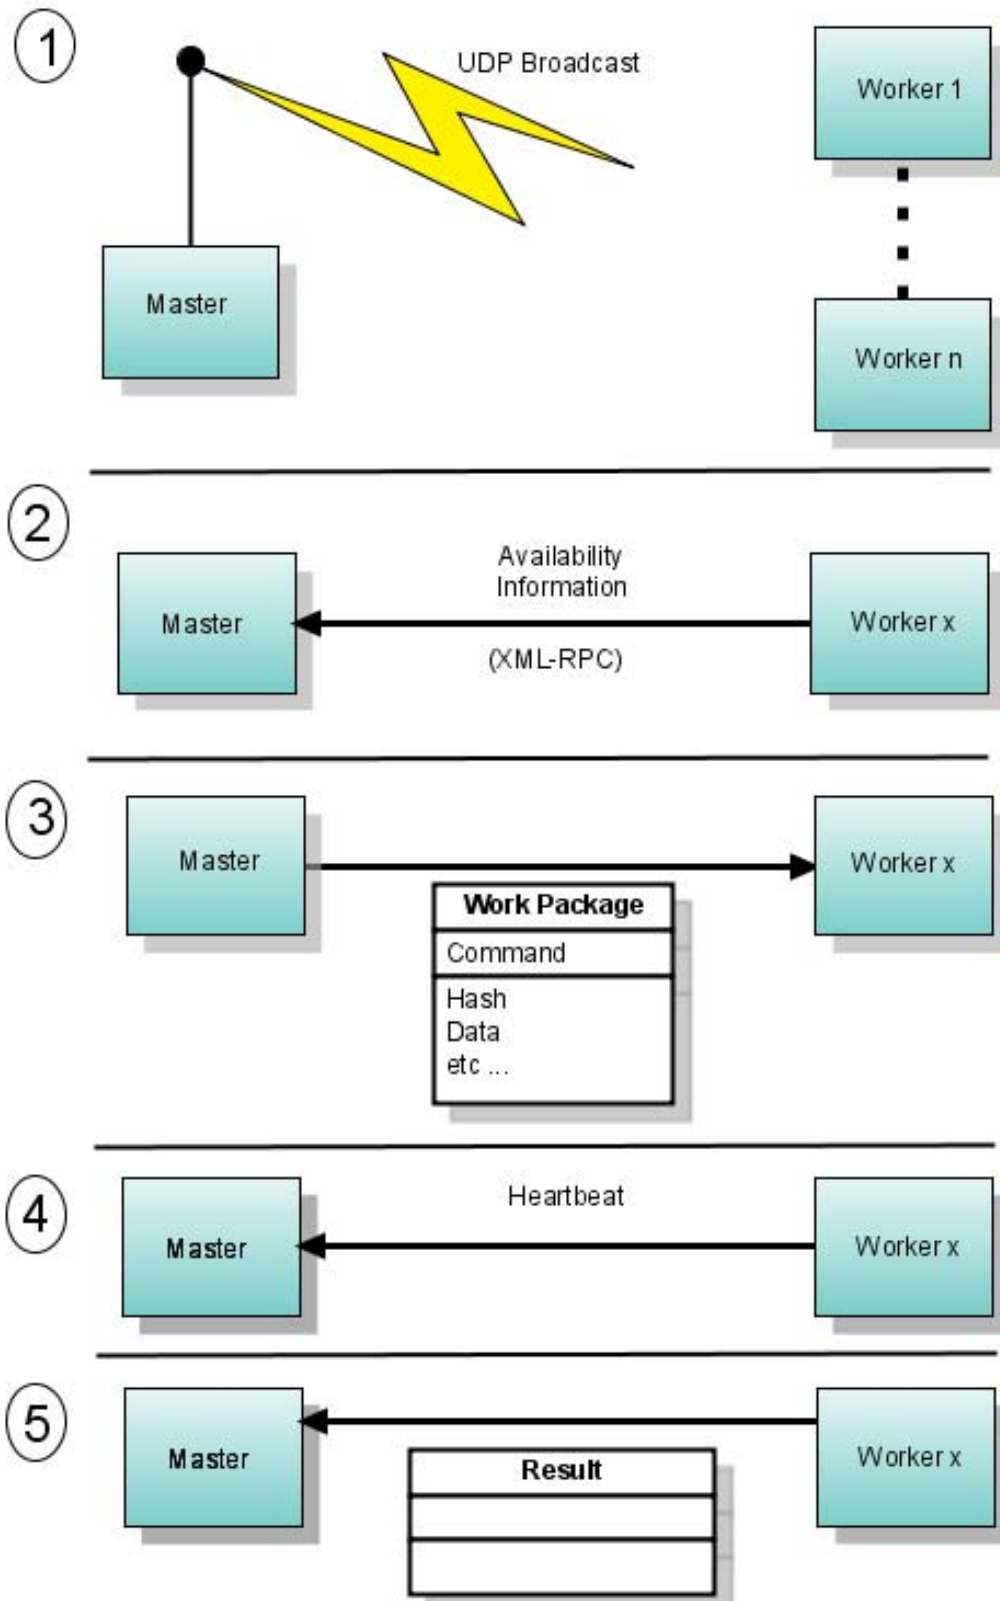 1
UDP Broadcast
Worker 1
Master
Worker n
2
Availability
Information
Master
Worker x
(XML-RPC)
3
Master
Worker x
Work Package
Command
Hash
Data
etc ...
4
Heartbeat
Master
Worker x
5
Master
Worker x
Result